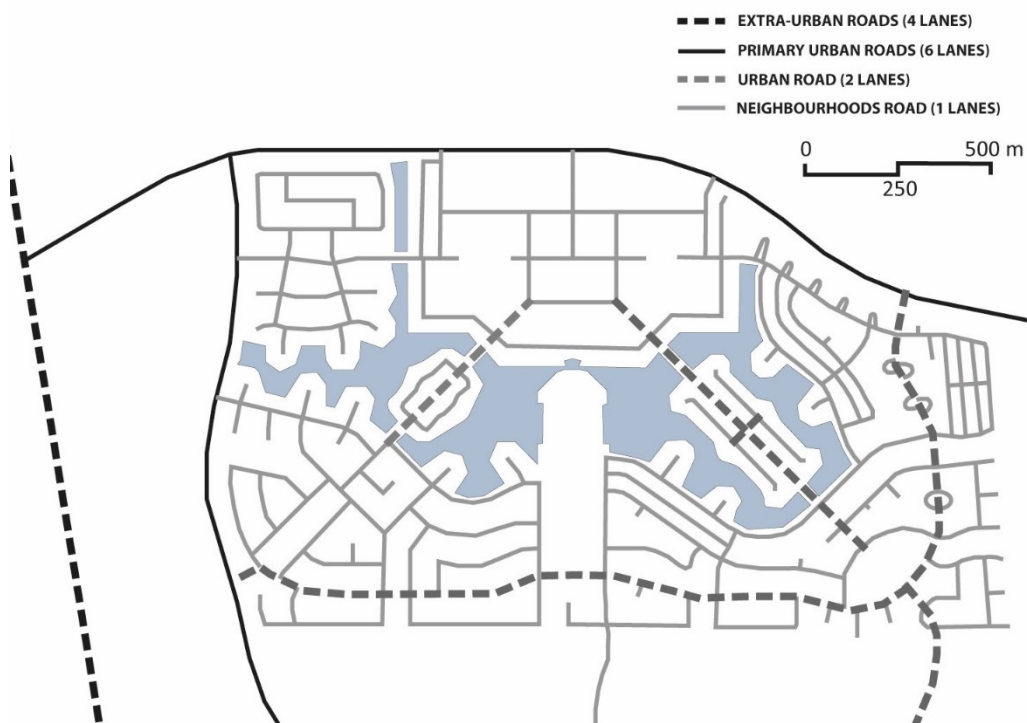 EXTRA-URBAN ROADS (4 LANES)
PRIMARY URBAN ROADS (6 LANES)
URBAN ROAD (2 LANES)
NEIGHBOURHOODS ROAD (1 LANES)
0 500 m
250